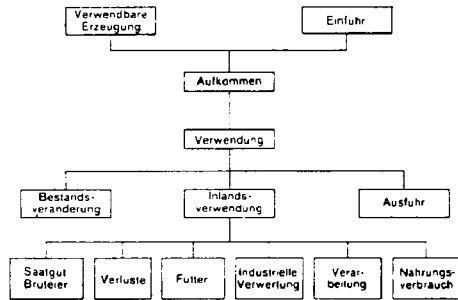 Verwendbare
Erzeugung
Einfuhr
Aufkommen
Verwendung
Bestands-
veränderung
Inlands-
verwendung
Ausfuhr
Saatgut
Bruteier
Verluste
Futter
Industrielle
Verwertung
Verar-
beitung
Nahrungs-
verbrauch